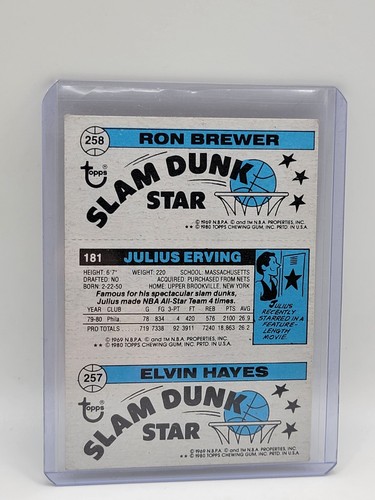 258
RON BREWER
Topps®
SLAM DUNK
STAR
© 1969 N.B.P.A. © and TM N.B.A. PROPERTIES, INC.
** © 1980 TOPPS CHEWING GUM, INC. PRTD. IN U.S.A.
181
JULIUS ERVING
HEIGHT: 6'7" WEIGHT: 220 SCHOOL: MASSACHUSETTS
DRAFTED: NO ACQUIRED: PURCHASED FROM NETS
BORN: 2-22-50 HOME: UPPER BROOKVILLE, NEW YORK
Famous for his spectacular slam dunks,
Julius made NBA All-Star Team 4 times.
YEAR CLUB G FG 3-PT FT REB PTS AVG
79-80 Phila. 78 834 4 420 576 2100 26.9
PRO TOTALS 719 7338 92 3911 7240 18,863 26.2
© 1969 N.B.P.A. © and TM N.B.A. PROPERTIES, INC.
** © 1980 TOPPS CHEWING GUM, INC. PRTD. IN U.S.A.
JULIUS
RECENTLY
STARRED IN A
FEATURE-
LENGTH
MOVIE.
257
ELVIN HAYES
Topps®
SLAM DUNK
STAR
© 1969 N.B.P.A. © and TM N.B.A. PROPERTIES, INC.
** © 1980 TOPPS CHEWING GUM, INC. PRTD. IN U.S.A.